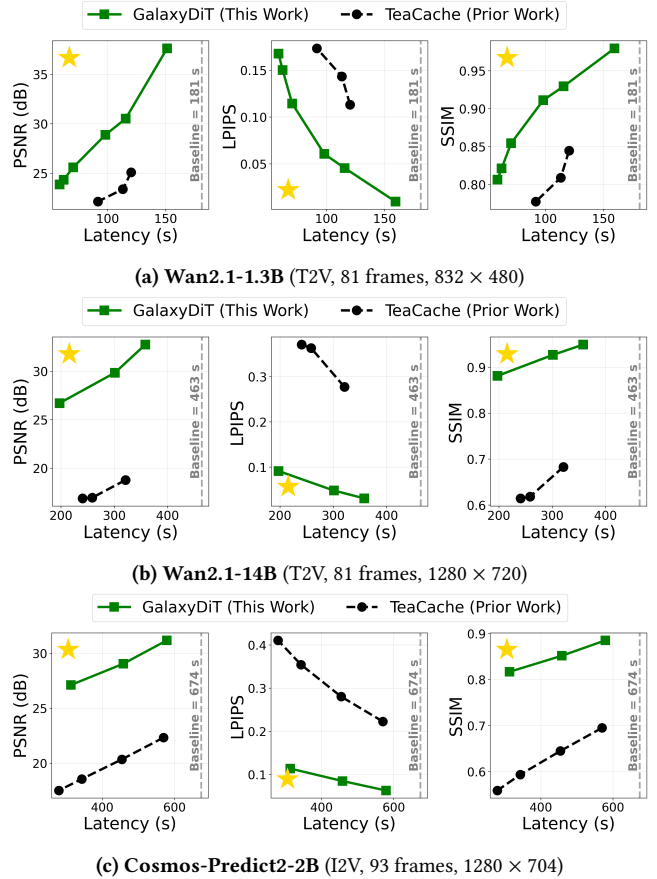 GalaxyDiT (This Work) TeaCache (Prior Work)
PSNR (dB)
35
30
25
100 150
Latency (s)
Baseline = 181 s
LPIPS
0.15
0.10
0.05
100 150
Latency (s)
Baseline = 181 s
SSIM
0.95
0.90
0.85
0.80
100 150
Latency (s)
Baseline = 181 s
(a) Wan2.1-1.3B (T2V, 81 frames, 832 × 480)
GalaxyDiT (This Work) TeaCache (Prior Work)
PSNR (dB)
30
25
20
200 300 400
Latency (s)
Baseline = 463 s
LPIPS
0.3
0.2
0.1
200 300 400
Latency (s)
Baseline = 463 s
SSIM
0.9
0.8
0.7
0.6
200 300 400
Latency (s)
Baseline = 463 s
(b) Wan2.1-14B (T2V, 81 frames, 1280 × 720)
GalaxyDiT (This Work) TeaCache (Prior Work)
PSNR (dB)
30
25
20
400 600
Latency (s)
Baseline = 674 s
LPIPS
0.4
0.3
0.2
0.1
400 600
Latency (s)
Baseline = 674 s
SSIM
0.9
0.8
0.7
0.6
400 600
Latency (s)
Baseline = 674 s
(c) Cosmos-Predict2-2B (I2V, 93 frames, 1280 × 704)